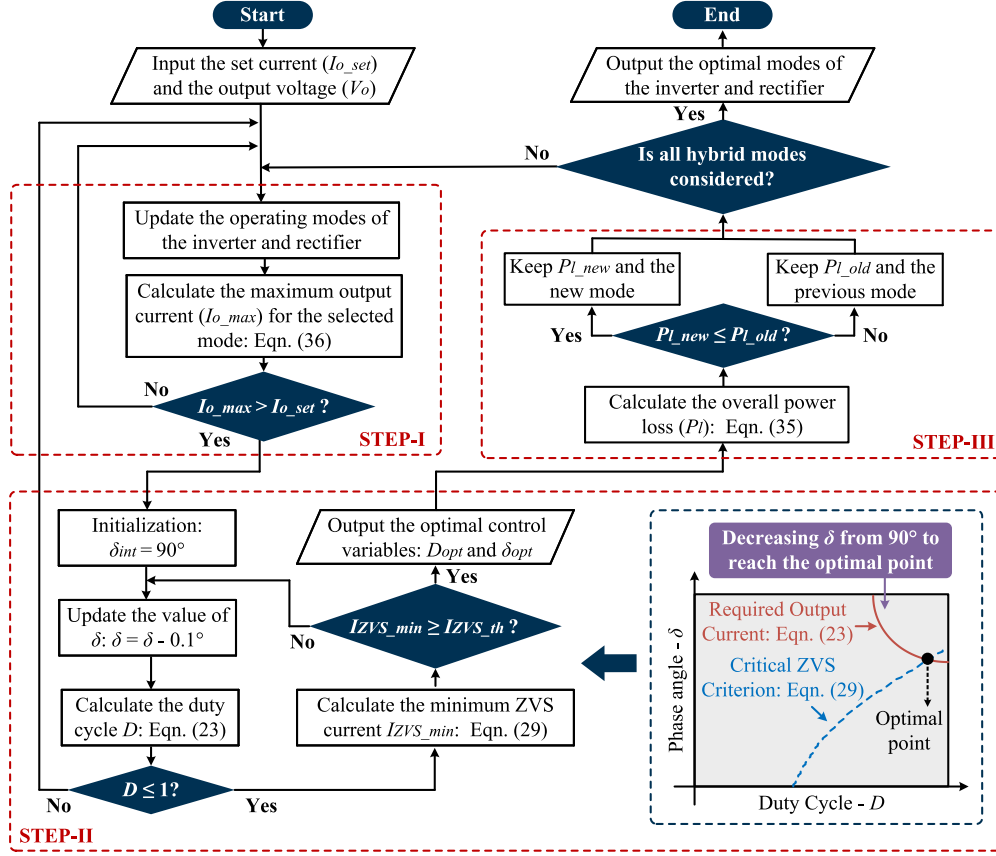 Start
Input the set current (Io_set)
and the output voltage (Vo)
End
Output the optimal modes of
the inverter and rectifier
Yes
No
Is all hybrid modes
considered?
Update the operating modes of
the inverter and rectifier
Calculate the maximum output
current (Io_max) for the selected
mode: Eqn. (36)
No
Io_max > Io_set ?
Yes
STEP-I
Keep Pl_new and the
new mode
Keep Pl_old and the
previous mode
Yes
Pl_new ≤ Pl_old ?
No
Calculate the overall power
loss (Pl): Eqn. (35)
STEP-III
Initialization:
δint = 90°
Update the value of
δ: δ = δ - 0.1°
Calculate the duty
cycle D: Eqn. (23)
No
D ≤ 1?
Yes
STEP-II
Output the optimal control
variables: Dopt and δopt
Yes
No
IZVS_min ≥ IZVS_th ?
Calculate the minimum ZVS
current IZVS_min: Eqn. (29)
Decreasing δ from 90° to
reach the optimal point
Required Output
Current: Eqn. (23)
Critical ZVS
Criterion: Eqn. (29)
Optimal
point
Phase angle - δ
Duty Cycle - D